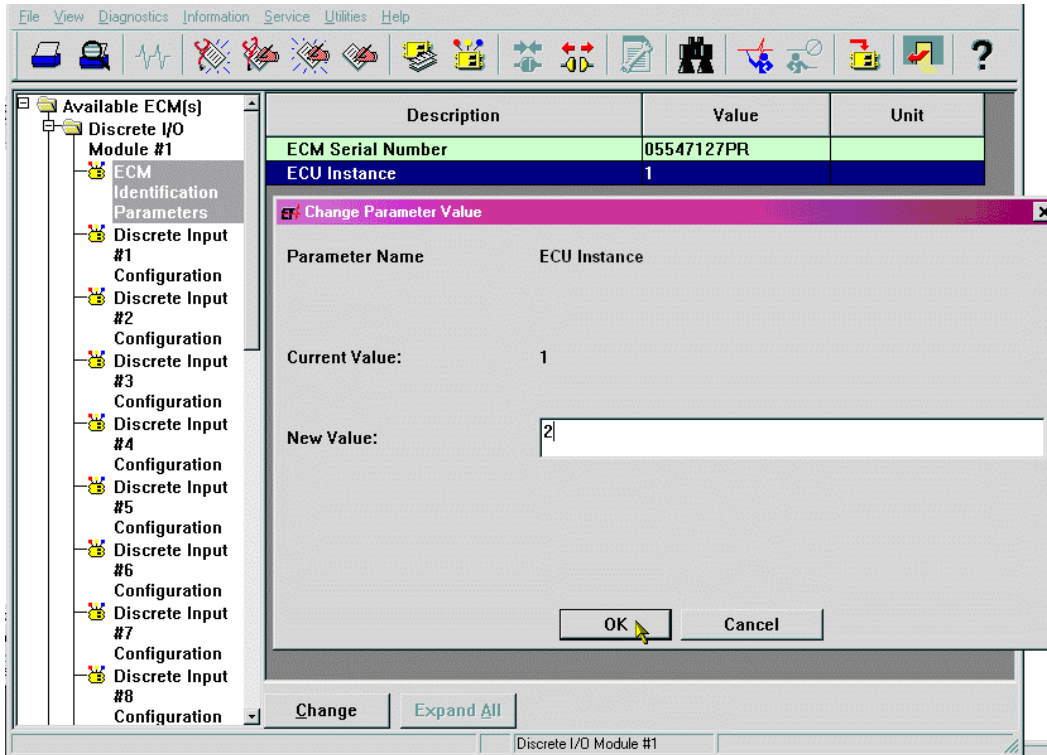 File View Diagnostics Information Service Utilities Help
?
Available ECM(s)
Discrete I/O
Module #1
ECM
Identification
Parameters
Discrete Input
#1
Configuration
Discrete Input
#2
Configuration
Discrete Input
#3
Configuration
Discrete Input
#4
Configuration
Discrete Input
#5
Configuration
Discrete Input
#6
Configuration
Discrete Input
#7
Configuration
Discrete Input
#8
Configuration
Description Value Unit
ECM Serial Number 05547127PR
ECU Instance 1
ET Change Parameter Value
Parameter Name ECU Instance
Current Value: 1
New Value: 2
OK Cancel
Change Expand All
Discrete I/O Module #1